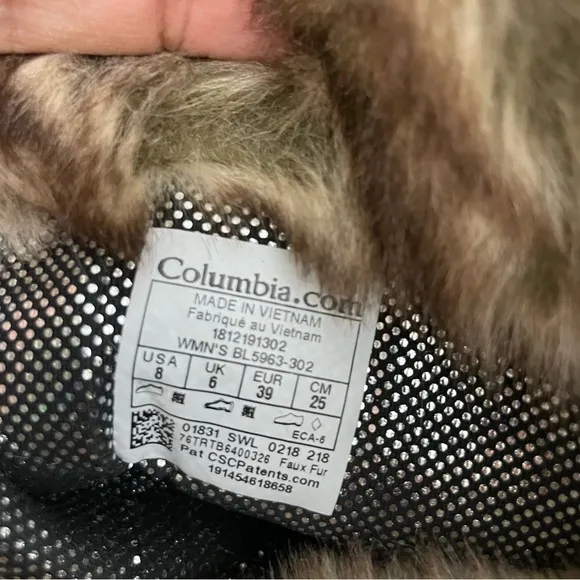 Columbia.com
MADE IN VIETNAM
Fabriqué au Vietnam
1812191302
WMN'S BL5963-302
USA UK EUR CM
8 6 39 25
ECA-6
01831 SWL 0218 218
76TRTB6400326 Faux Fur
Pat CSCPatents.com
191454618658